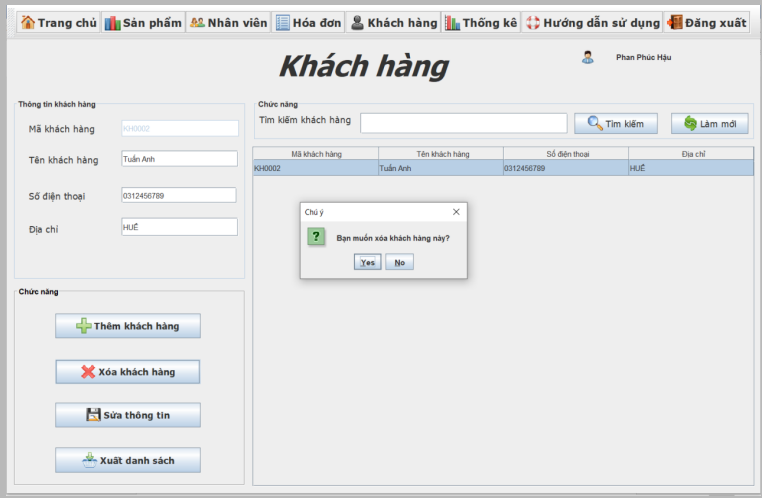 Trang chủ Sản phẩm Nhân viên Hóa đơn Khách hàng Thống kê Hướng dẫn sử dụng Đăng xuất
Khách hàng
Phan Phúc Hậu
Thông tin khách hàng
Mã khách hàng KH0002
Tên khách hàng Tuấn Anh
Số điện thoại 0312456789
Địa chỉ HUẾ
Chức năng
Tìm kiếm khách hàng Tìm kiếm Làm mới
Mã khách hàng Tên khách hàng Số điện thoại Địa chỉ
KH0002 Tuấn Anh 0312456789 HUẾ
Chú ý
?
Bạn muốn xóa khách hàng này?
Yes No
Chức năng
Thêm khách hàng
Xóa khách hàng
Sửa thông tin
Xuất danh sách